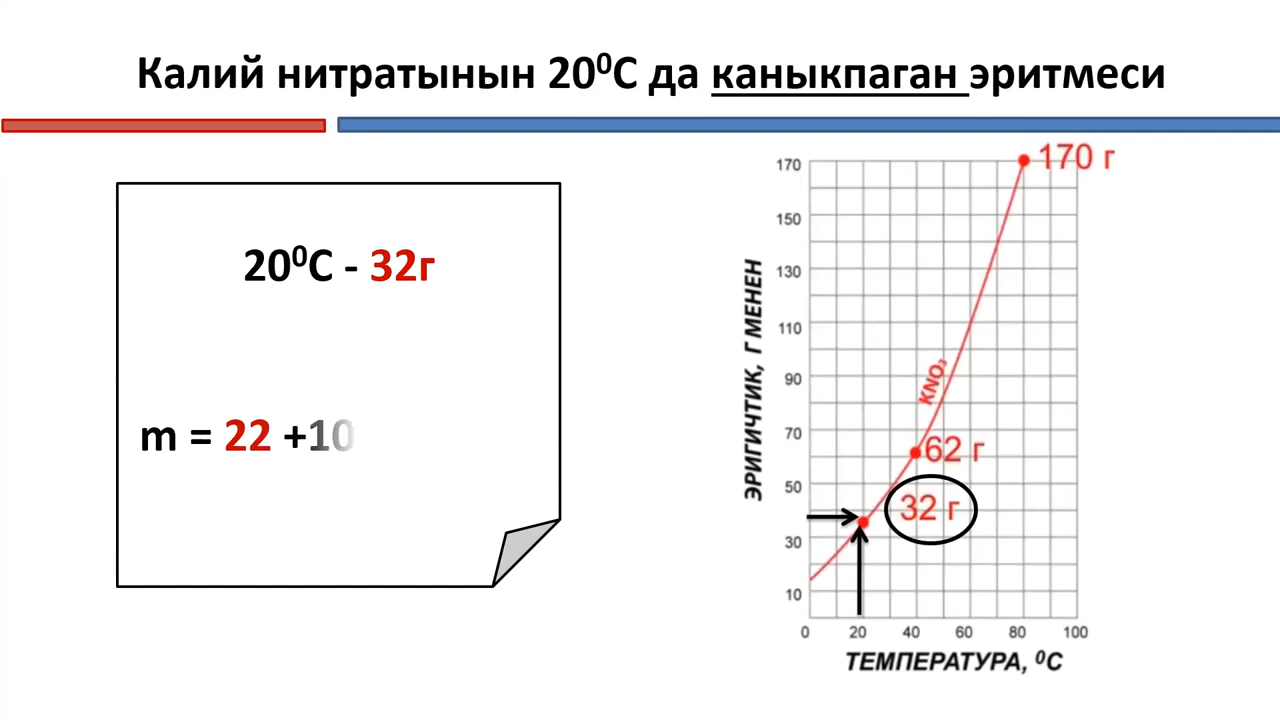 Калий нитратынын 20⁰С да каныкпаган эритмеси
20⁰С - 32г
m = 22 +10
170 г
62 г
32 г
KNO₃
ЭРИГИЧТИК, Г МЕНЕН
170
150
130
110
90
70
50
30
10
0 20 40 60 80 100
ТЕМПЕРАТУРА, ⁰С